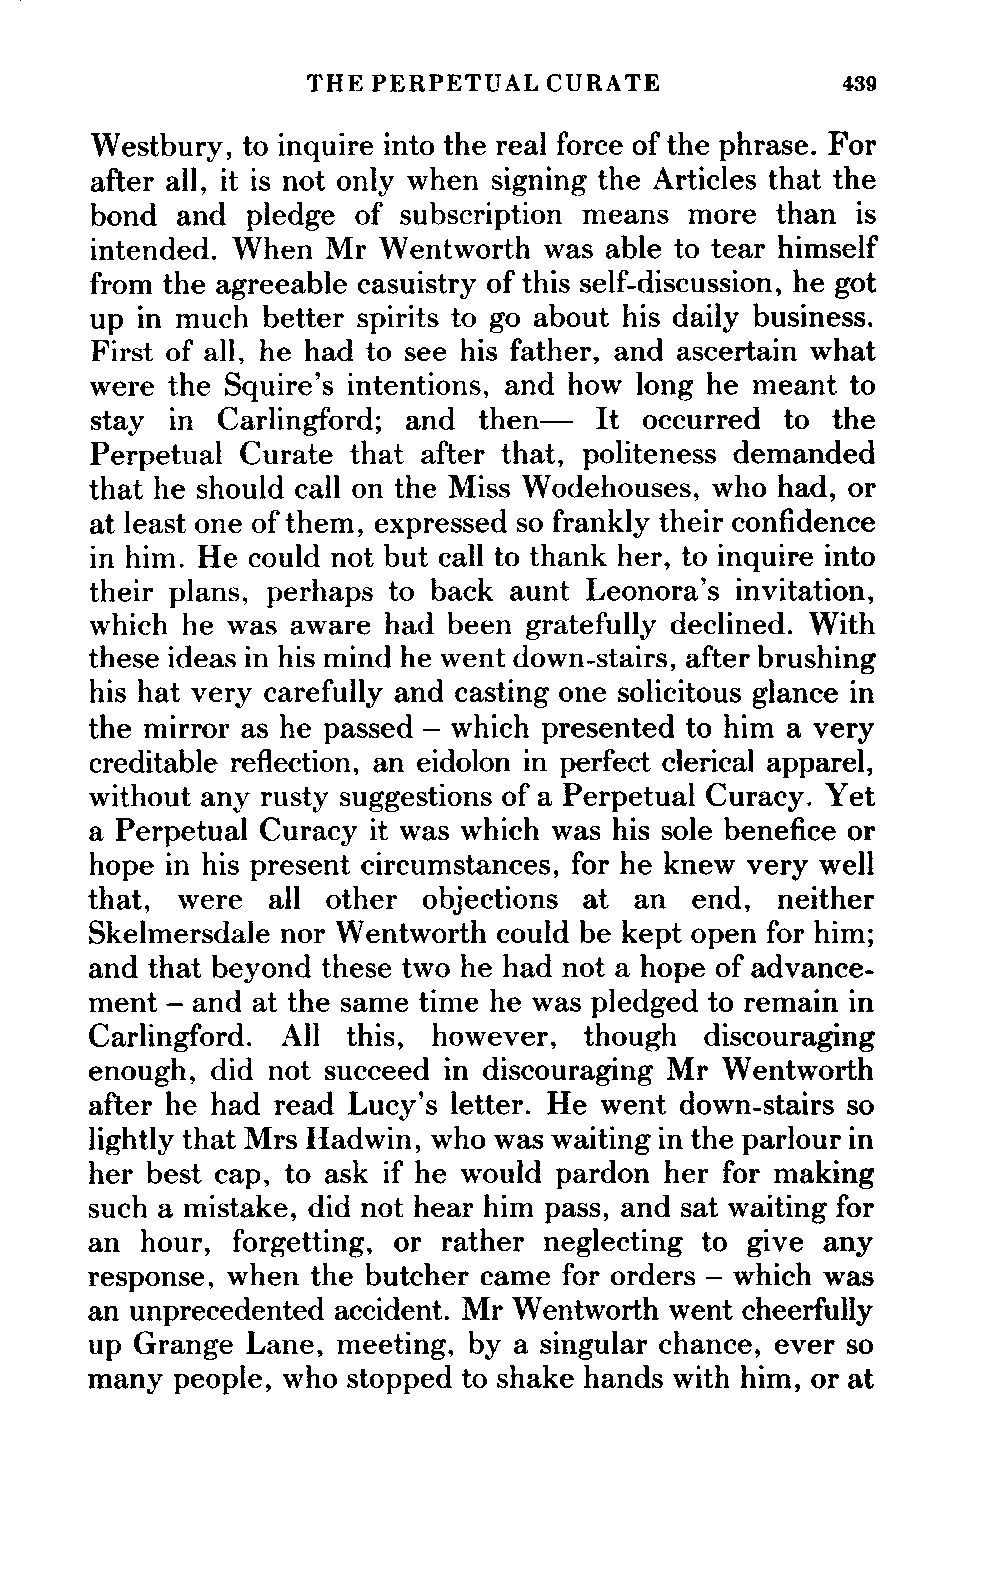 THE PERPETUAL CURATE 439
Westbury, to inquire into the real force of the phrase. For
after all, it is not only when signing the Articles that the
bond and pledge of subscription means more than is
intended. When Mr Wentworth was able to tear himself
from the agreeable casuistry of this self-discussion, he got
up in much better spirits to go about his daily business.
First of all, he had to see his father, and ascertain what
were the Squire's intentions, and how long he meant to
stay in Carlingford; and then— It occurred to the
Perpetual Curate that after that, politeness demanded
that he should call on the Miss Wodehouses, who had, or
at least one of them, expressed so frankly their confidence
in him. He could not but call to thank her, to inquire into
their plans, perhaps to back aunt Leonora's invitation,
which he was aware had been gratefully declined. With
these ideas in his mind he went down-stairs, after brushing
his hat very carefully and casting one solicitous glance in
the mirror as he passed – which presented to him a very
creditable reflection, an eidolon in perfect clerical apparel,
without any rusty suggestions of a Perpetual Curacy. Yet
a Perpetual Curacy it was which was his sole benefice or
hope in his present circumstances, for he knew very well
that, were all other objections at an end, neither
Skelmersdale nor Wentworth could be kept open for him;
and that beyond these two he had not a hope of advance-
ment – and at the same time he was pledged to remain in
Carlingford. All this, however, though discouraging
enough, did not succeed in discouraging Mr Wentworth
after he had read Lucy's letter. He went down-stairs so
lightly that Mrs Hadwin, who was waiting in the parlour in
her best cap, to ask if he would pardon her for making
such a mistake, did not hear him pass, and sat waiting for
an hour, forgetting, or rather neglecting to give any
response, when the butcher came for orders – which was
an unprecedented accident. Mr Wentworth went cheerfully
up Grange Lane, meeting, by a singular chance, ever so
many people, who stopped to shake hands with him, or at